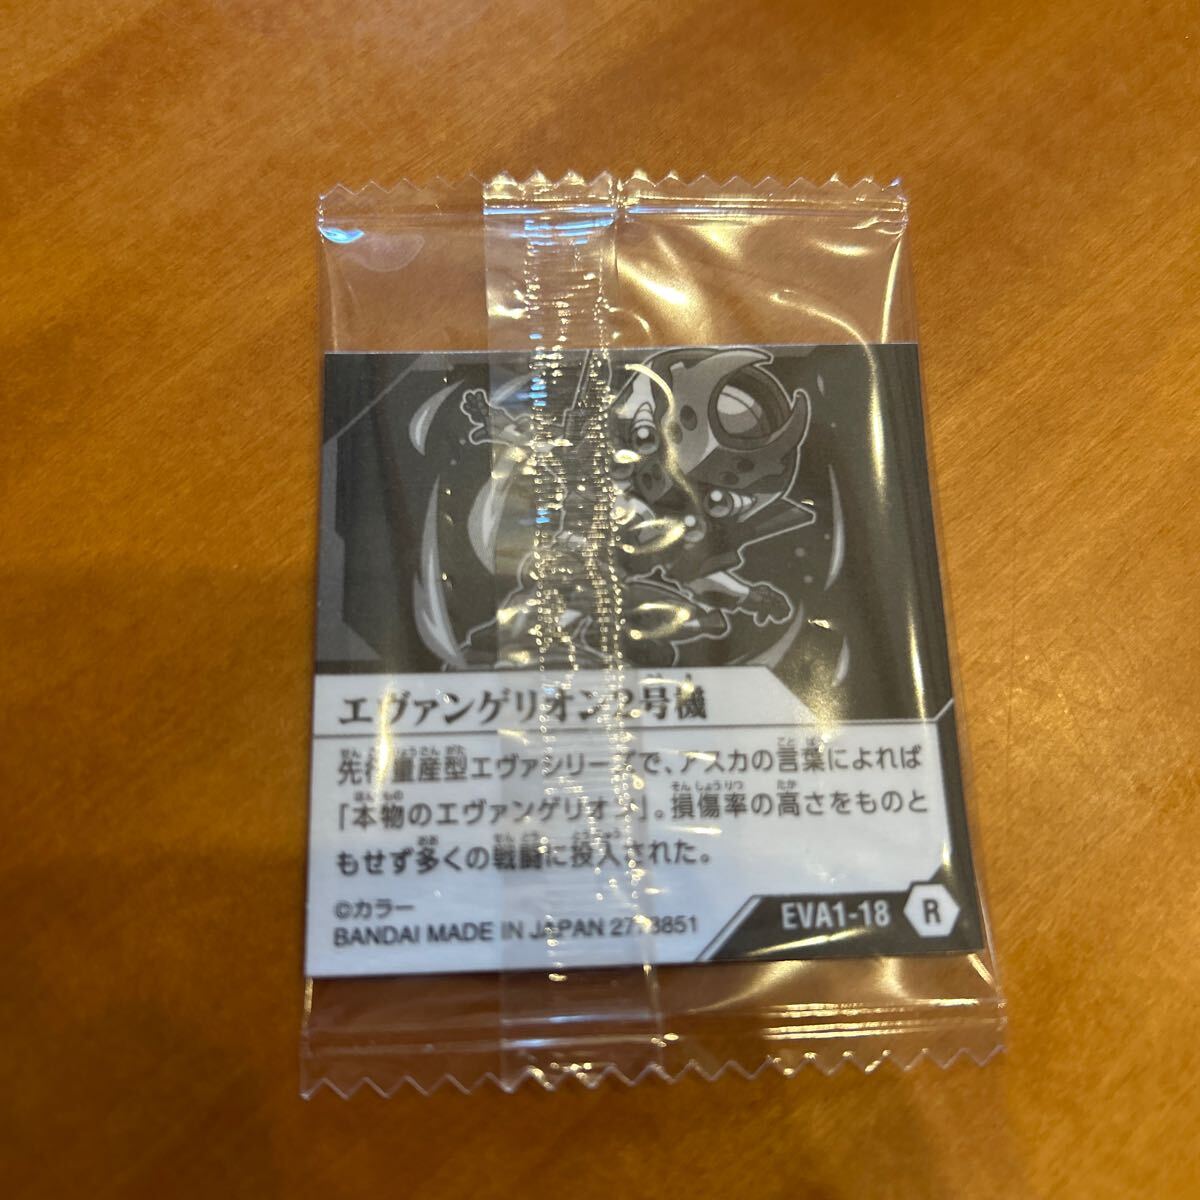 エヴァンゲリオン2号機
先行量産型エヴァシリーズで、アスカの言葉によれば
「本物のエヴァンゲリオン」。損傷率の高さをものと
もせず多くの戦闘に投入された。
©カラー
BANDAI MADE IN JAPAN
EVA1-18 R